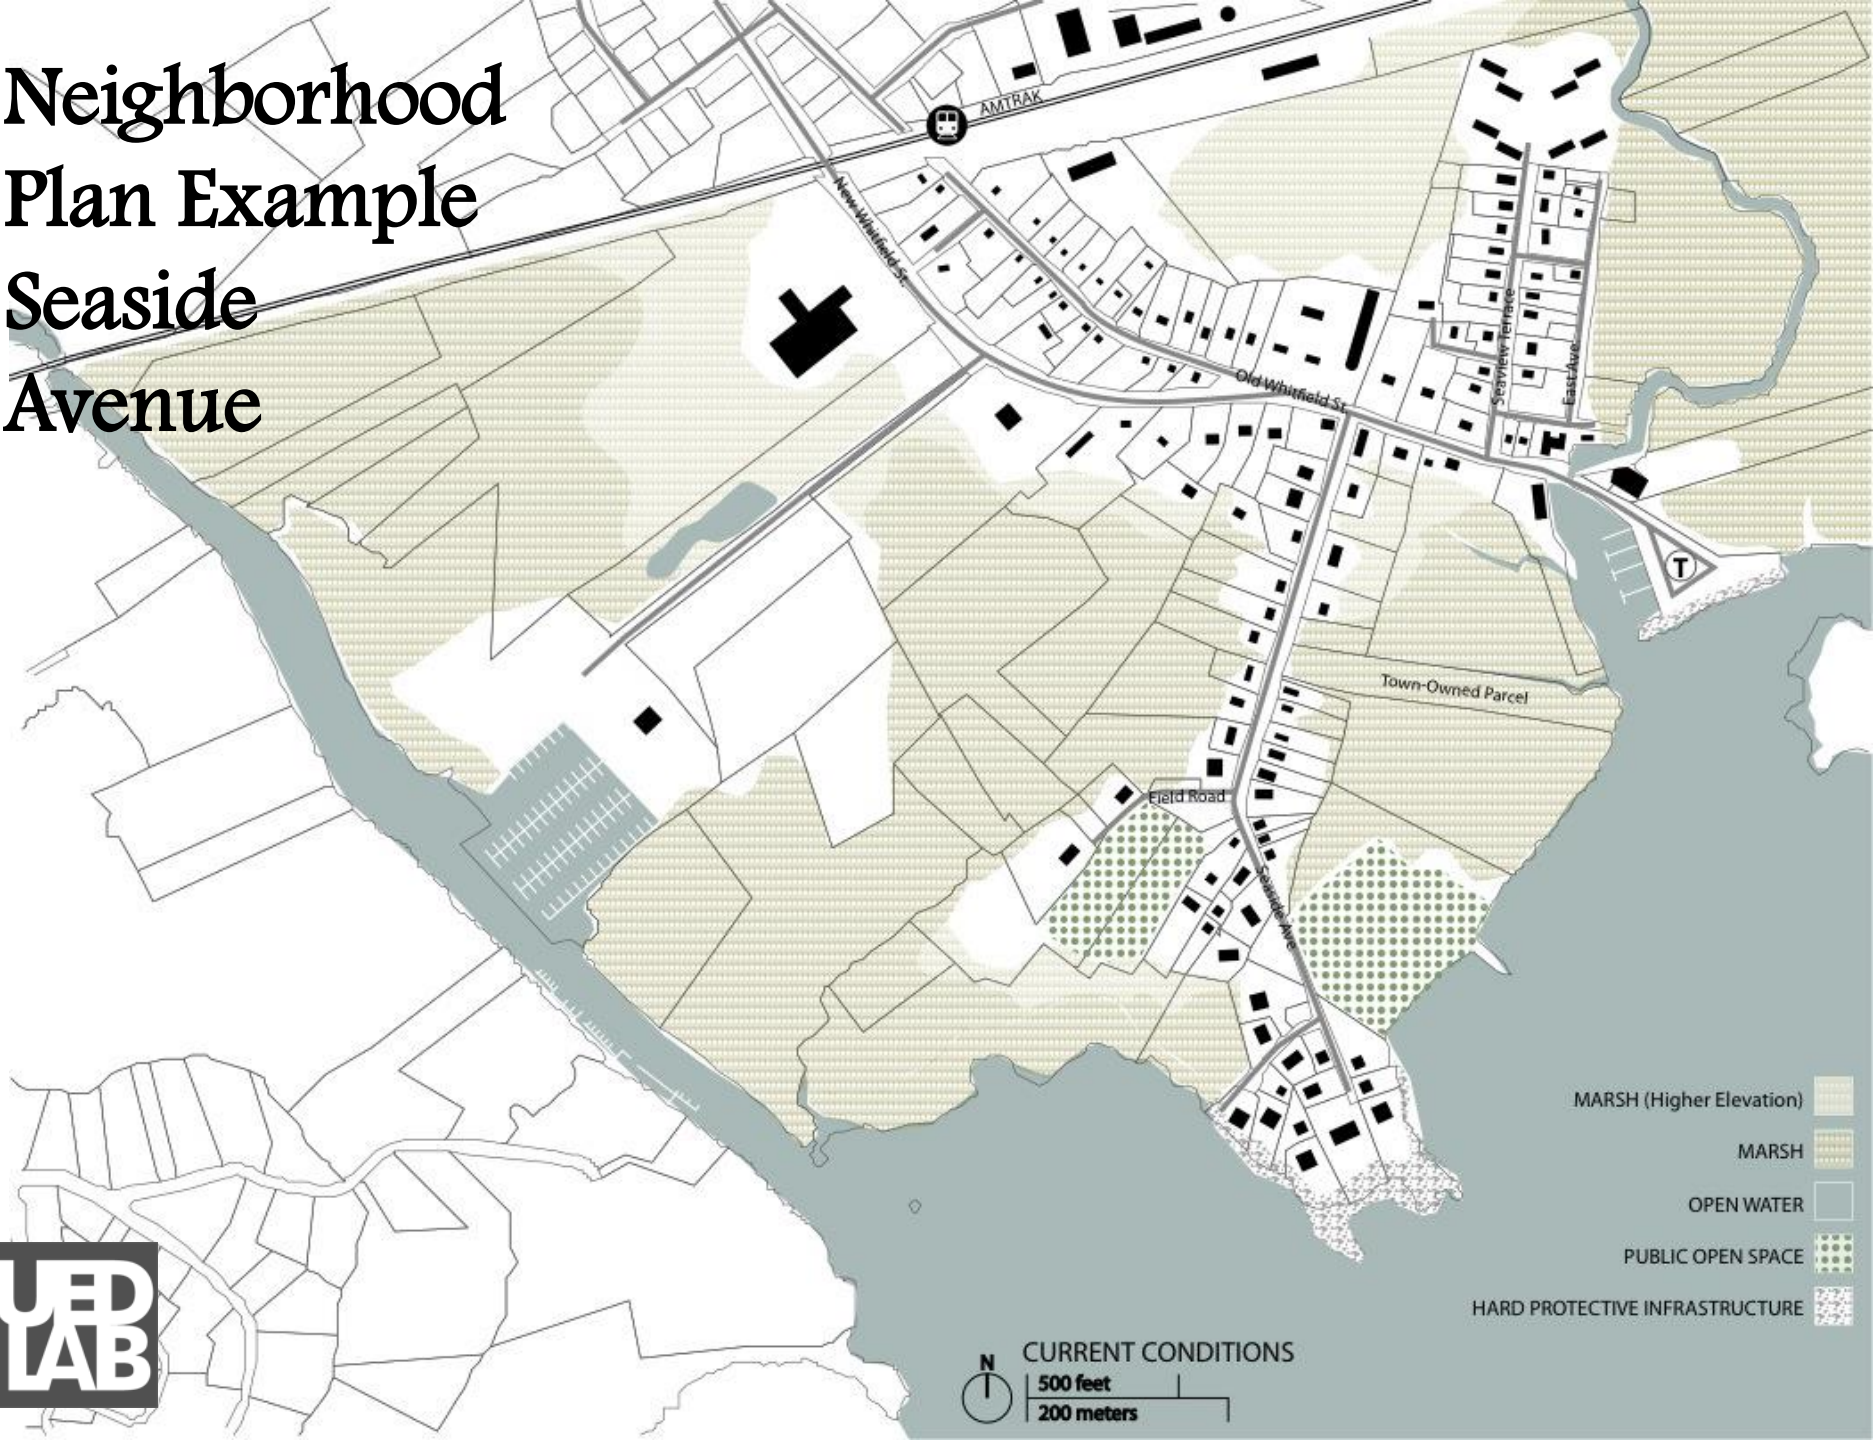 Neighborhood
Plan Example
Seaside
Avenue
AMTRAK
New Whitfield St.
Old Whitfield St.
Seaview Terrace
East Ave
T
Town-Owned Parcel
Field Road
Seaside Ave
MARSH (Higher Elevation)
MARSH
OPEN WATER
PUBLIC OPEN SPACE
HARD PROTECTIVE INFRASTRUCTURE
UED
LAB
N
CURRENT CONDITIONS
500 feet
200 meters